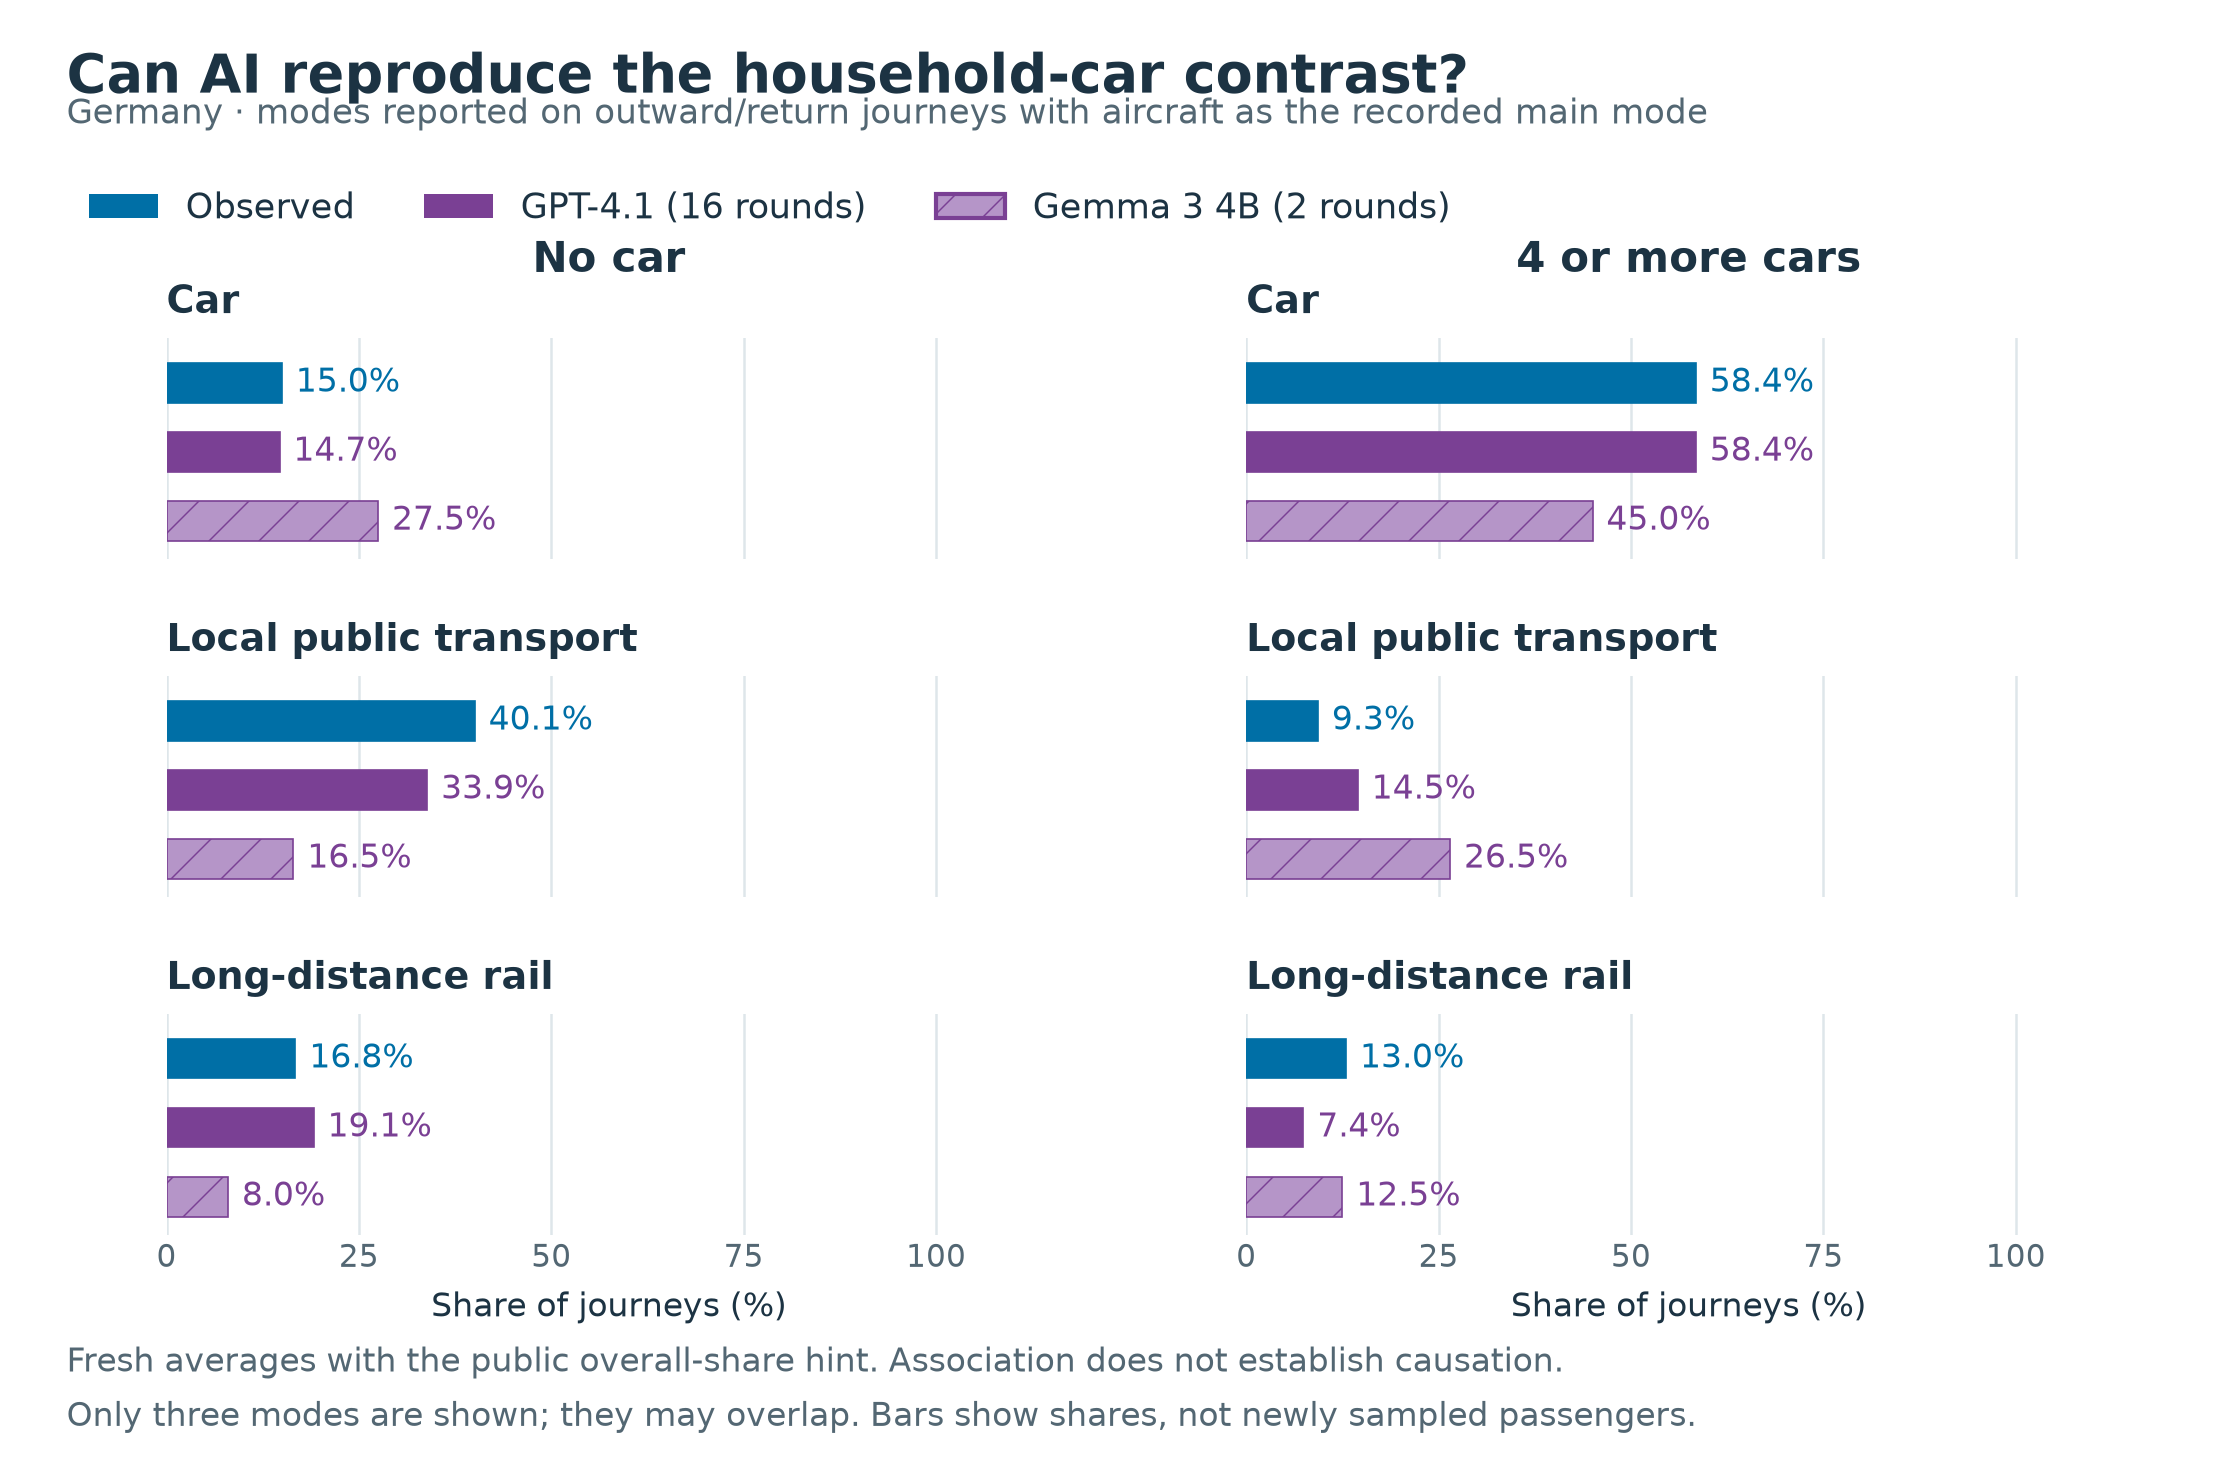 Can AI reproduce the household-car contrast?
Germany · modes reported on outward/return journeys with aircraft as the recorded main mode
Observed
GPT-4.1 (16 rounds)
Gemma 3 4B (2 rounds)
No car
Car
15.0%
14.7%
27.5%
Local public transport
40.1%
33.9%
16.5%
Long-distance rail
16.8%
19.1%
8.0%
0 25 50 75 100
Share of journeys (%)
4 or more cars
Car
58.4%
58.4%
45.0%
Local public transport
9.3%
14.5%
26.5%
Long-distance rail
13.0%
7.4%
12.5%
0 25 50 75 100
Share of journeys (%)
Fresh averages with the public overall-share hint. Association does not establish causation.
Only three modes are shown; they may overlap. Bars show shares, not newly sampled passengers.